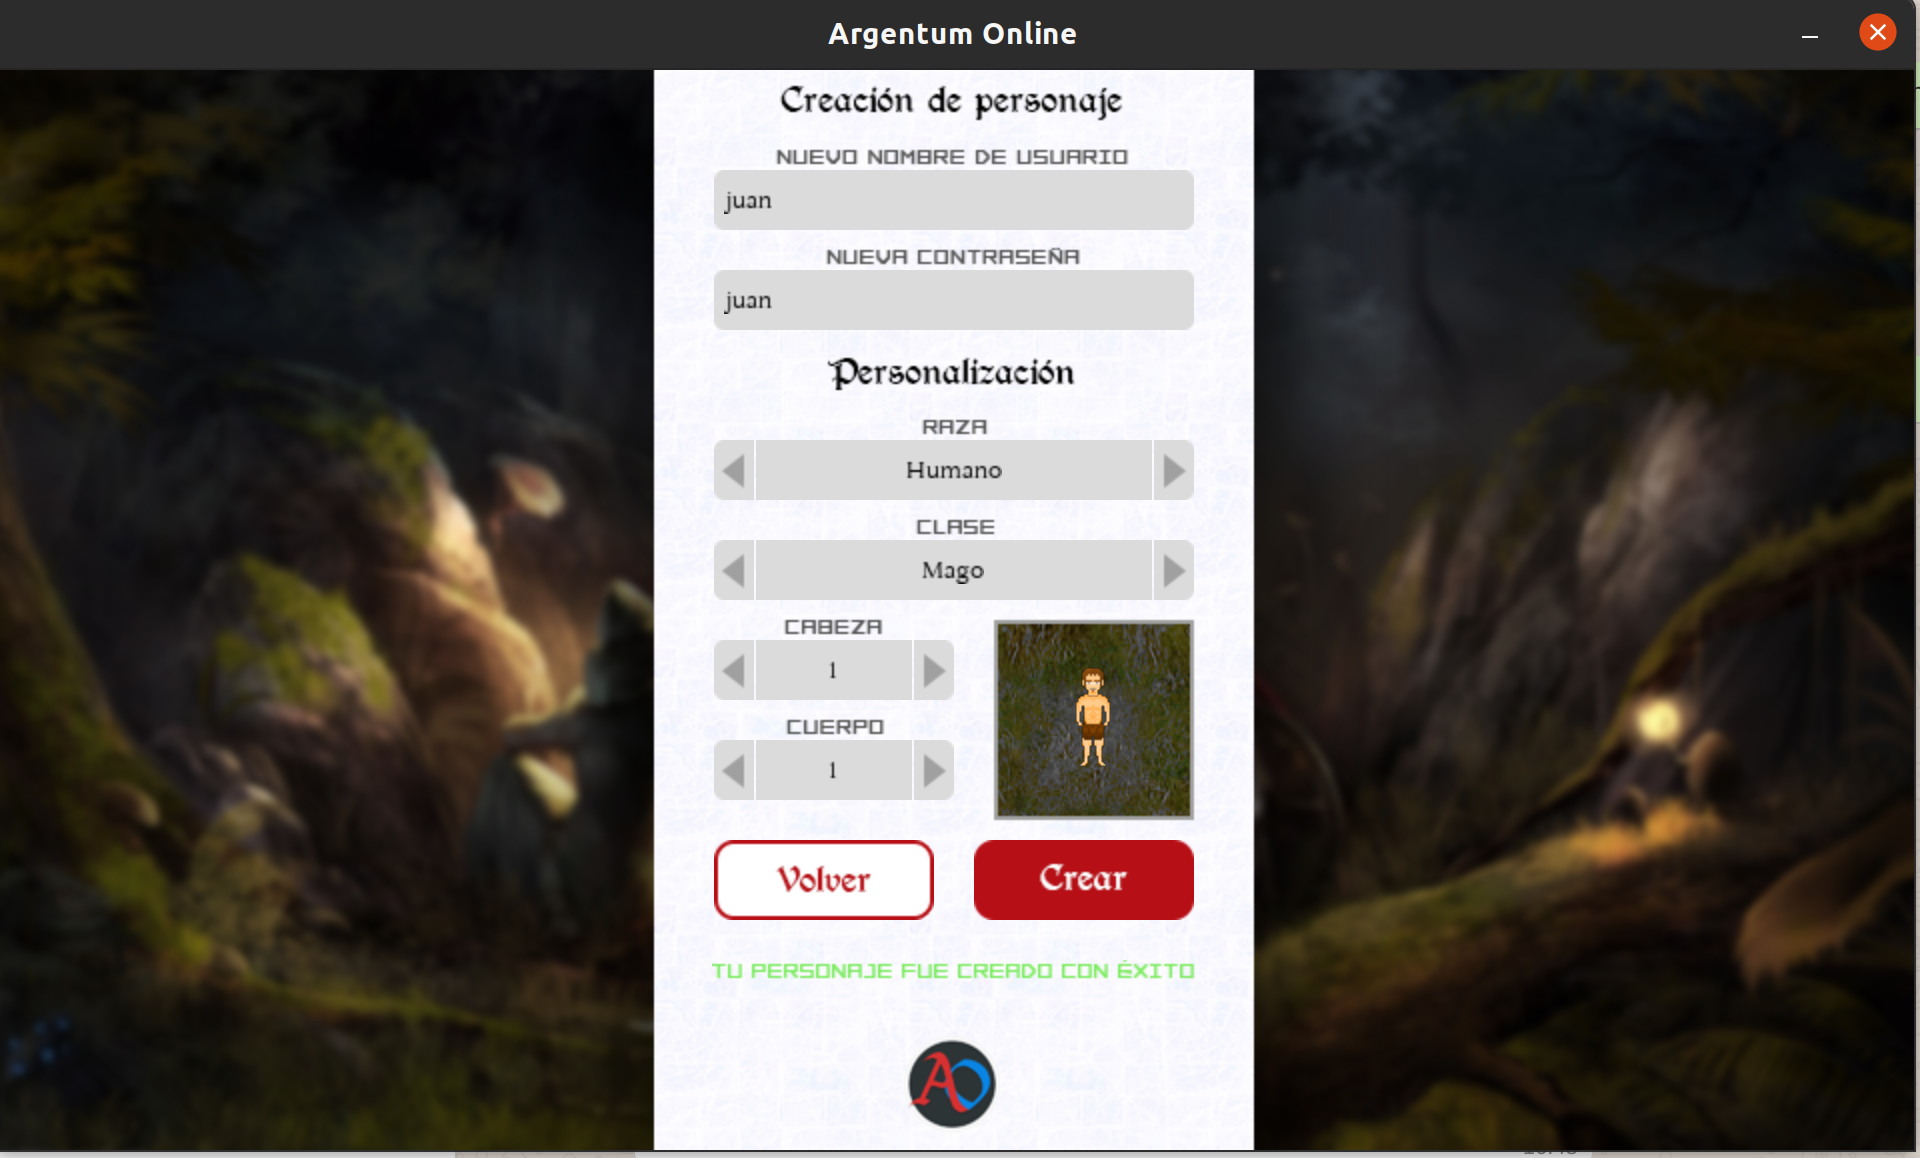 Argentum Online
Creación de personaje
NUEVO NOMBRE DE USUARIO
juan
NUEVA CONTRASEÑA
juan
Personalización
RAZA
Humano
CLASE
Mago
CABEZA
1
CUERPO
1
Volver
Crear
TU PERSONAJE FUE CREADO CON ÉXITO
AO